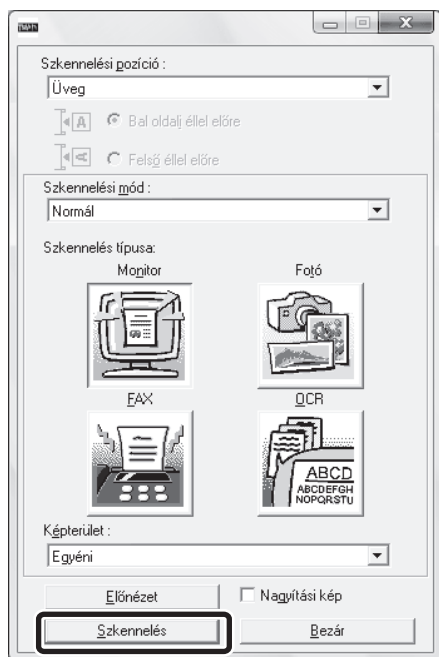 TWAIN
Szkennelési pozíció :
Üveg
A Bal oldali éllel előre
A Felső éllel előre
Szkennelési mód :
Normál
Szkennelés típusa:
Monitor Fotó
FAX OCR
ABCD
ABCDEFGH
NOPQRSTU
Képterület :
Egyéni
Előnézet Nagyítási kép
Szkennelés Bezár